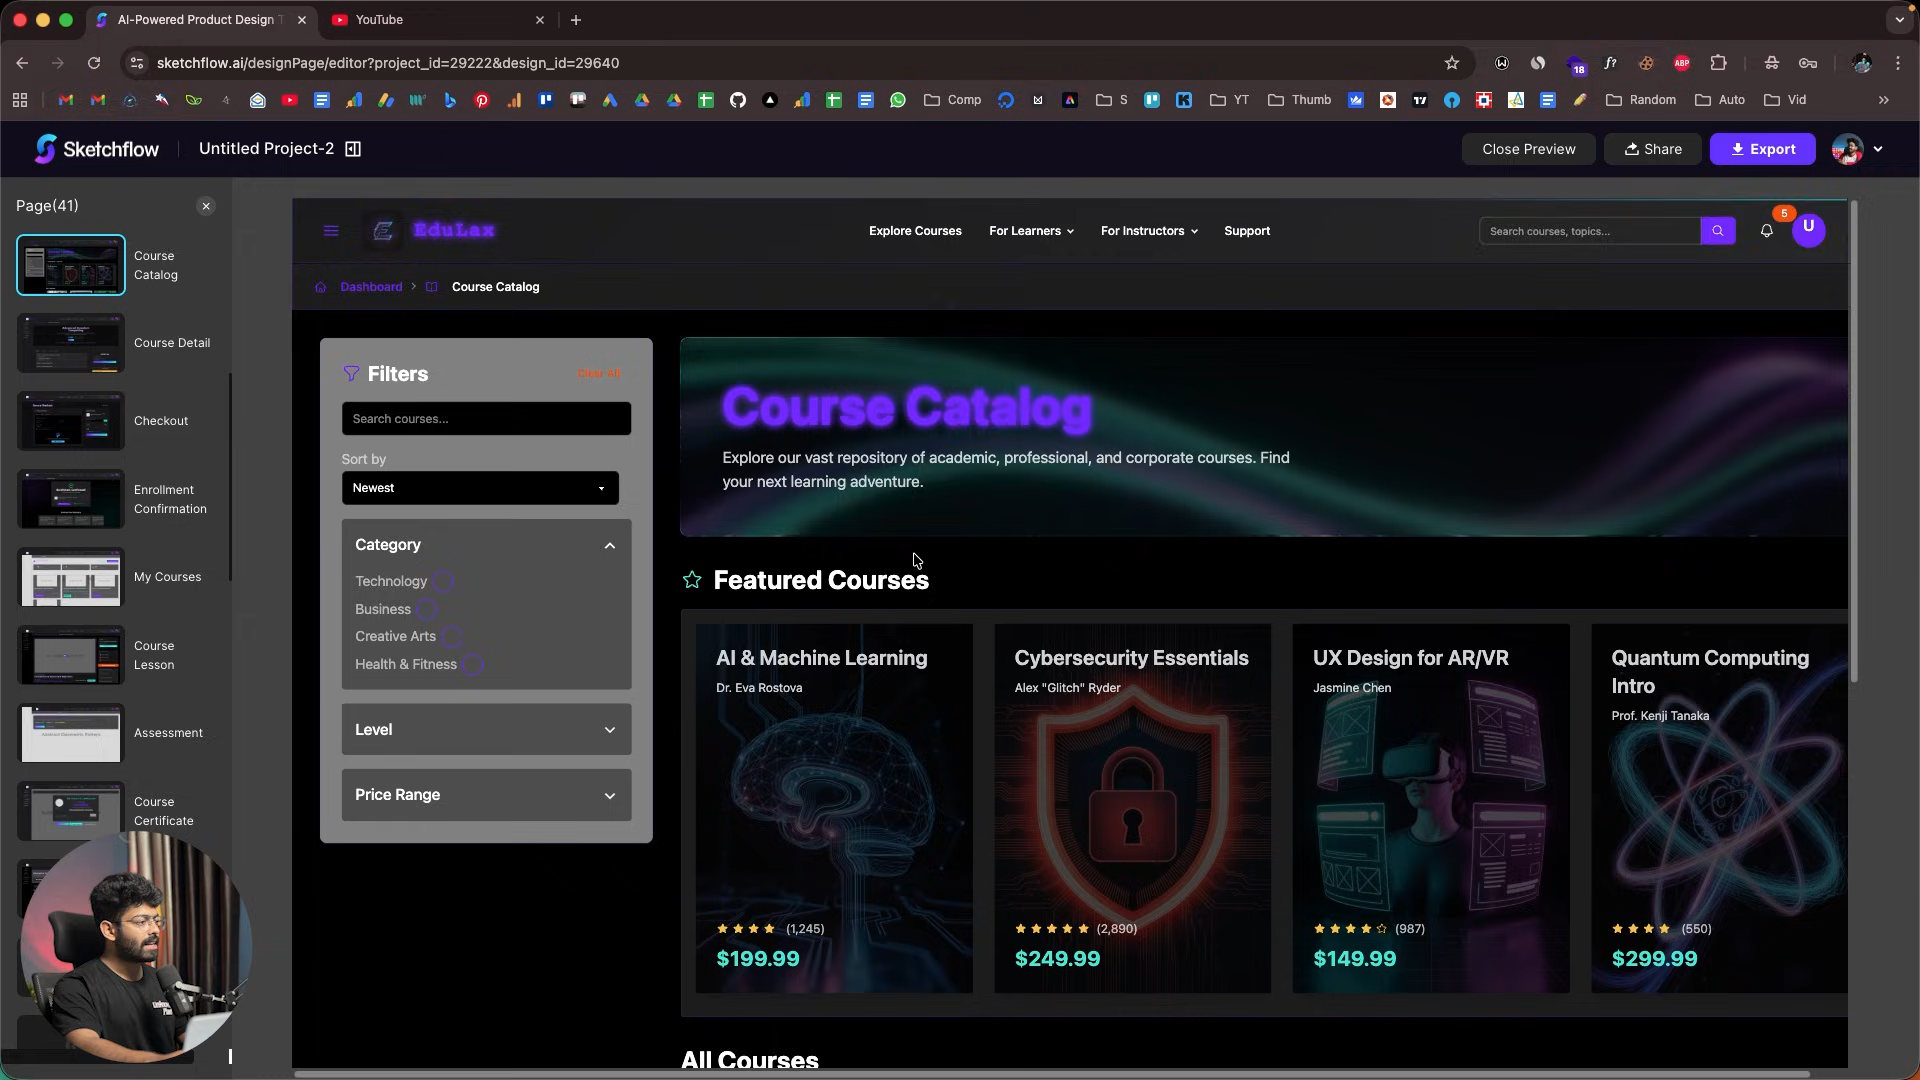 AI-Powered Product Design T
YouTube
sketchflow.ai/designPage/editor?project_id=29222&design_id=29640
18
f?
ABP
Comp
S
YT
Thumb
Random
Auto
Vid
Sketchflow
Untitled Project-2
Close Preview
Share
Export
Page(41)
Course
Catalog
Course Detail
Checkout
Enrollment
Confirmation
My Courses
Course
Lesson
Assessment
Course
Certificate
EduLax
Explore Courses
For Learners
For Instructors
Support
Search courses, topics...
5
U
Dashboard
Course Catalog
Filters
Clear All
Search courses...
Sort by
Newest
Category
Technology
Business
Creative Arts
Health & Fitness
Level
Price Range
Course Catalog
Explore our vast repository of academic, professional, and corporate courses. Find
your next learning adventure.
Featured Courses
AI & Machine Learning
Dr. Eva Rostova
(1,245)
$199.99
Cybersecurity Essentials
Alex "Glitch" Ryder
(2,890)
$249.99
UX Design for AR/VR
Jasmine Chen
(987)
$149.99
Quantum Computing
Intro
Prof. Kenji Tanaka
(550)
$299.99
All Courses